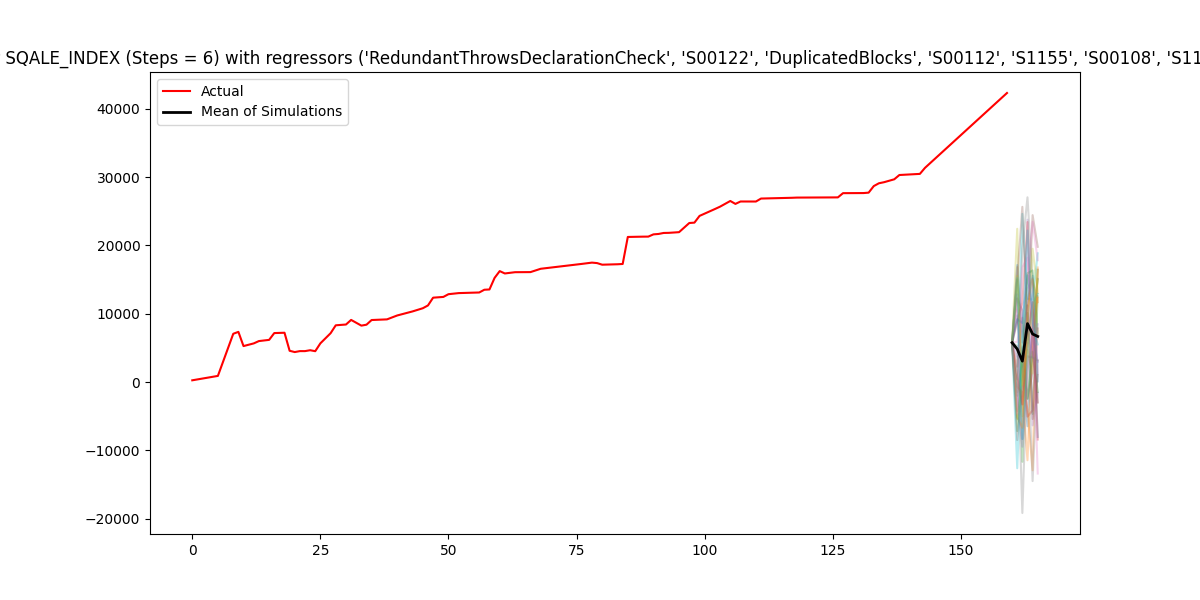 SQALE_INDEX (Steps = 6) with regressors ('RedundantThrowsDeclarationCheck', 'S00122', 'DuplicatedBlocks', 'S00112', 'S1155', 'S00108', 'S11
Actual
Mean of Simulations
40000
30000
20000
10000
0
−10000
−20000
0 25 50 75 100 125 150